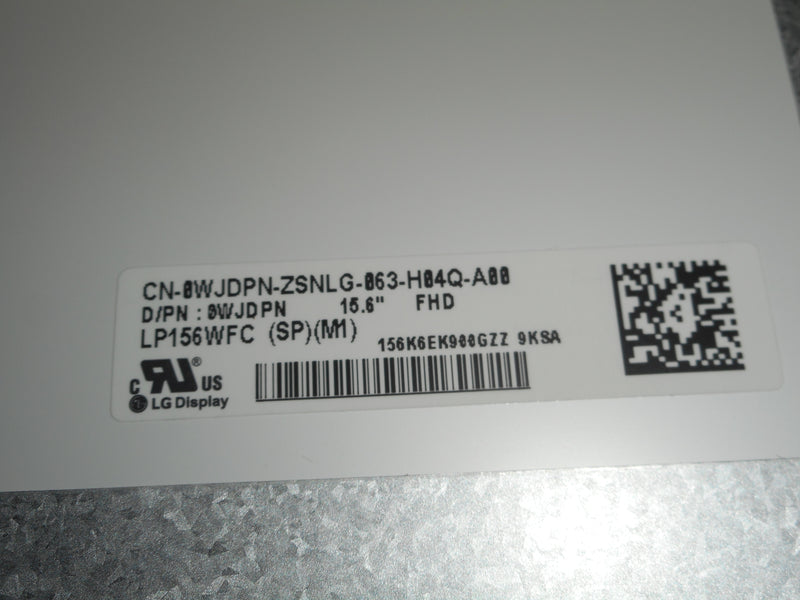 CN-0WJDPN-ZSNLG-063-H04Q-A00
D/PN : 0WJDPN 15.6" FHD
LP156WFC (SP)(M1)
156K6EK900GZZ 9KSA
c RU ® US
LG Display